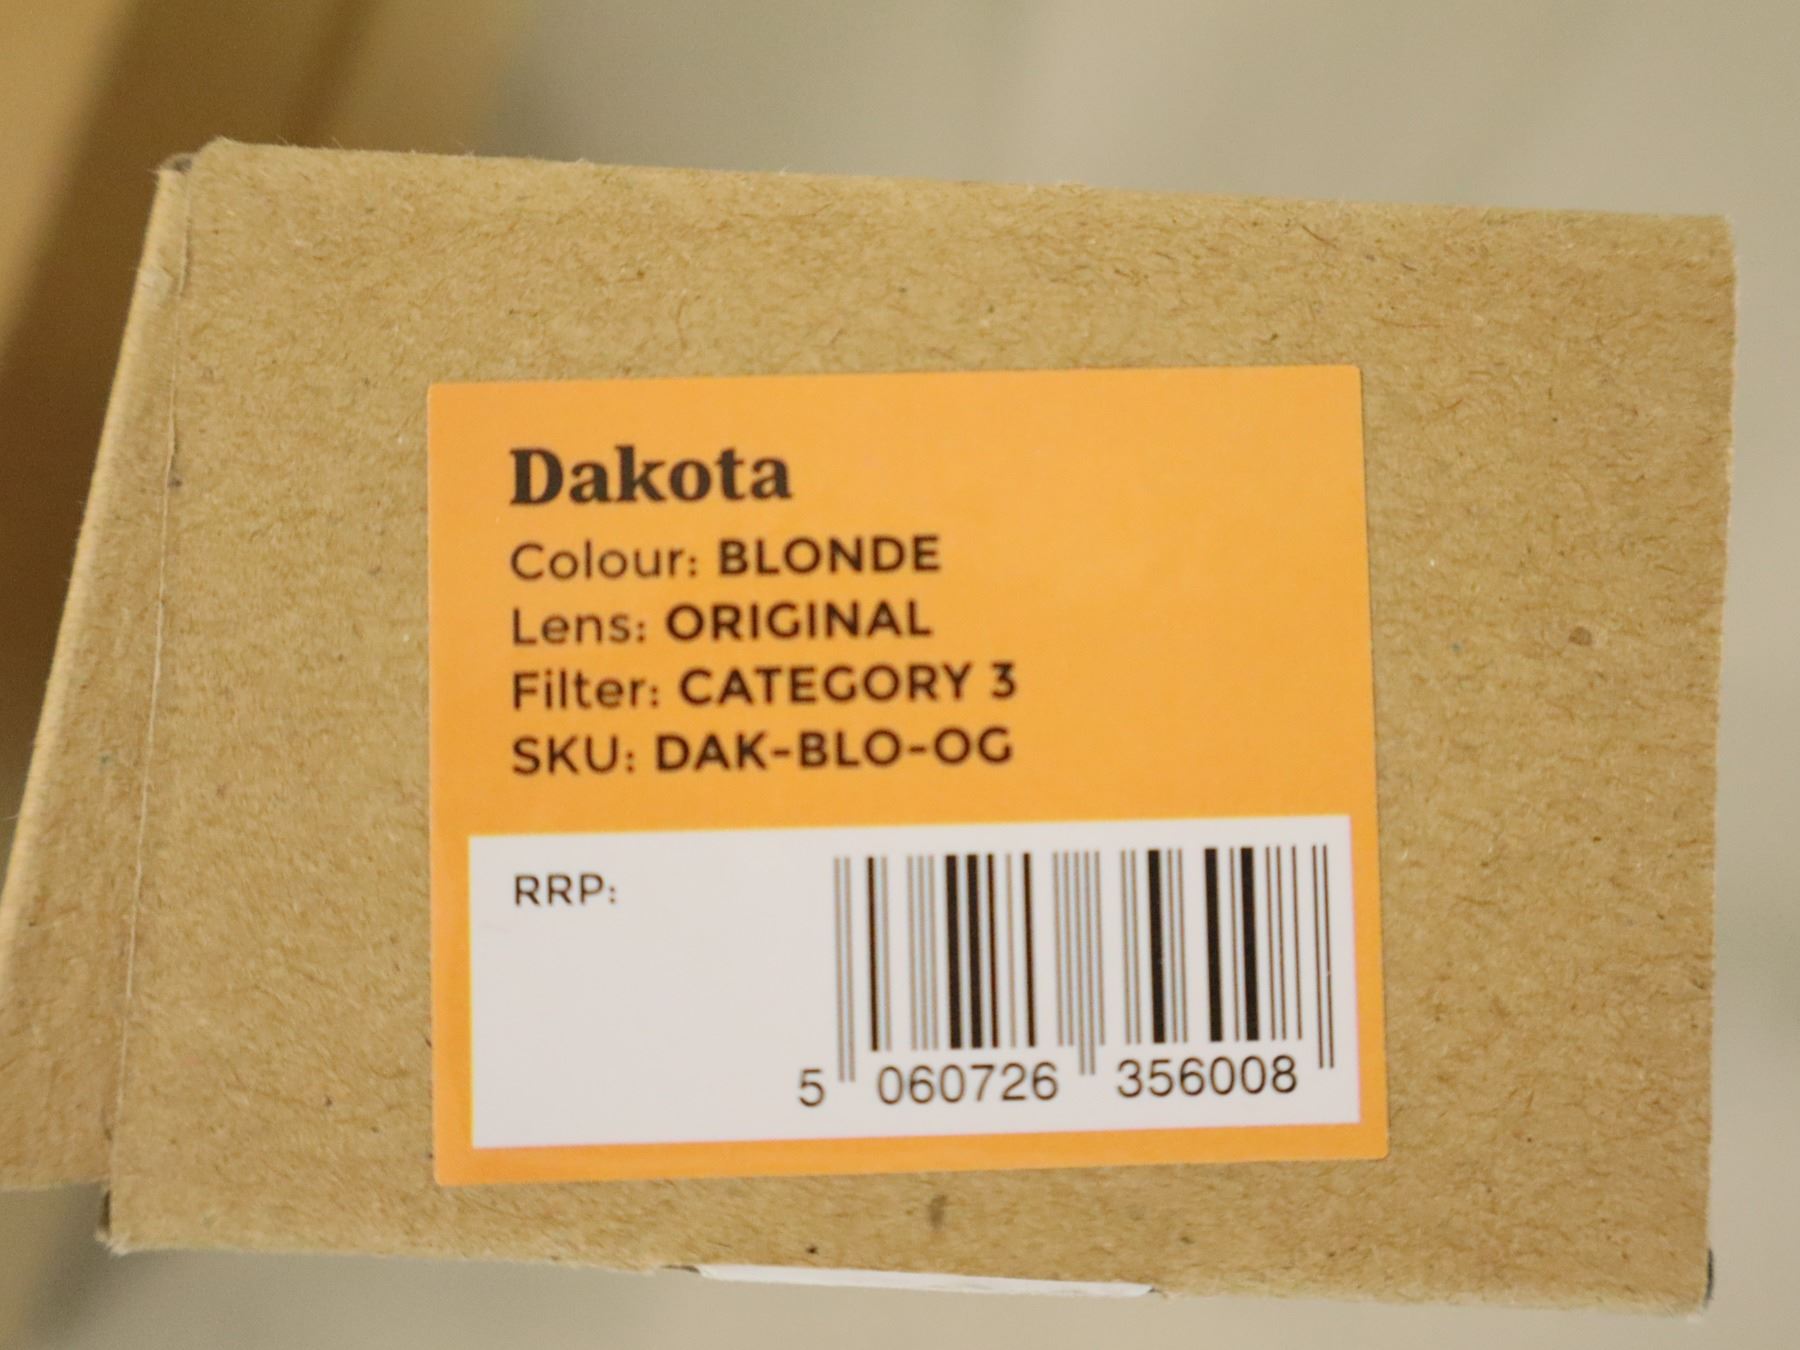 Dakota
Colour: BLONDE
Lens: ORIGINAL
Filter: CATEGORY 3
SKU: DAK-BLO-OG
RRP:
5 060726 356008